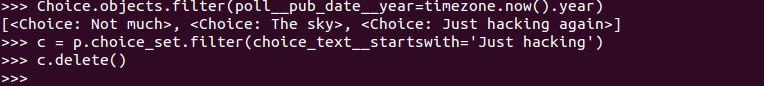 >>> Choice.objects.filter(poll__pub_date__year=timezone.now().year)
[<Choice: Not much>, <Choice: The sky>, <Choice: Just hacking again>]
>>> c = p.choice_set.filter(choice_text__startswith='Just hacking')
>>> c.delete()
>>>